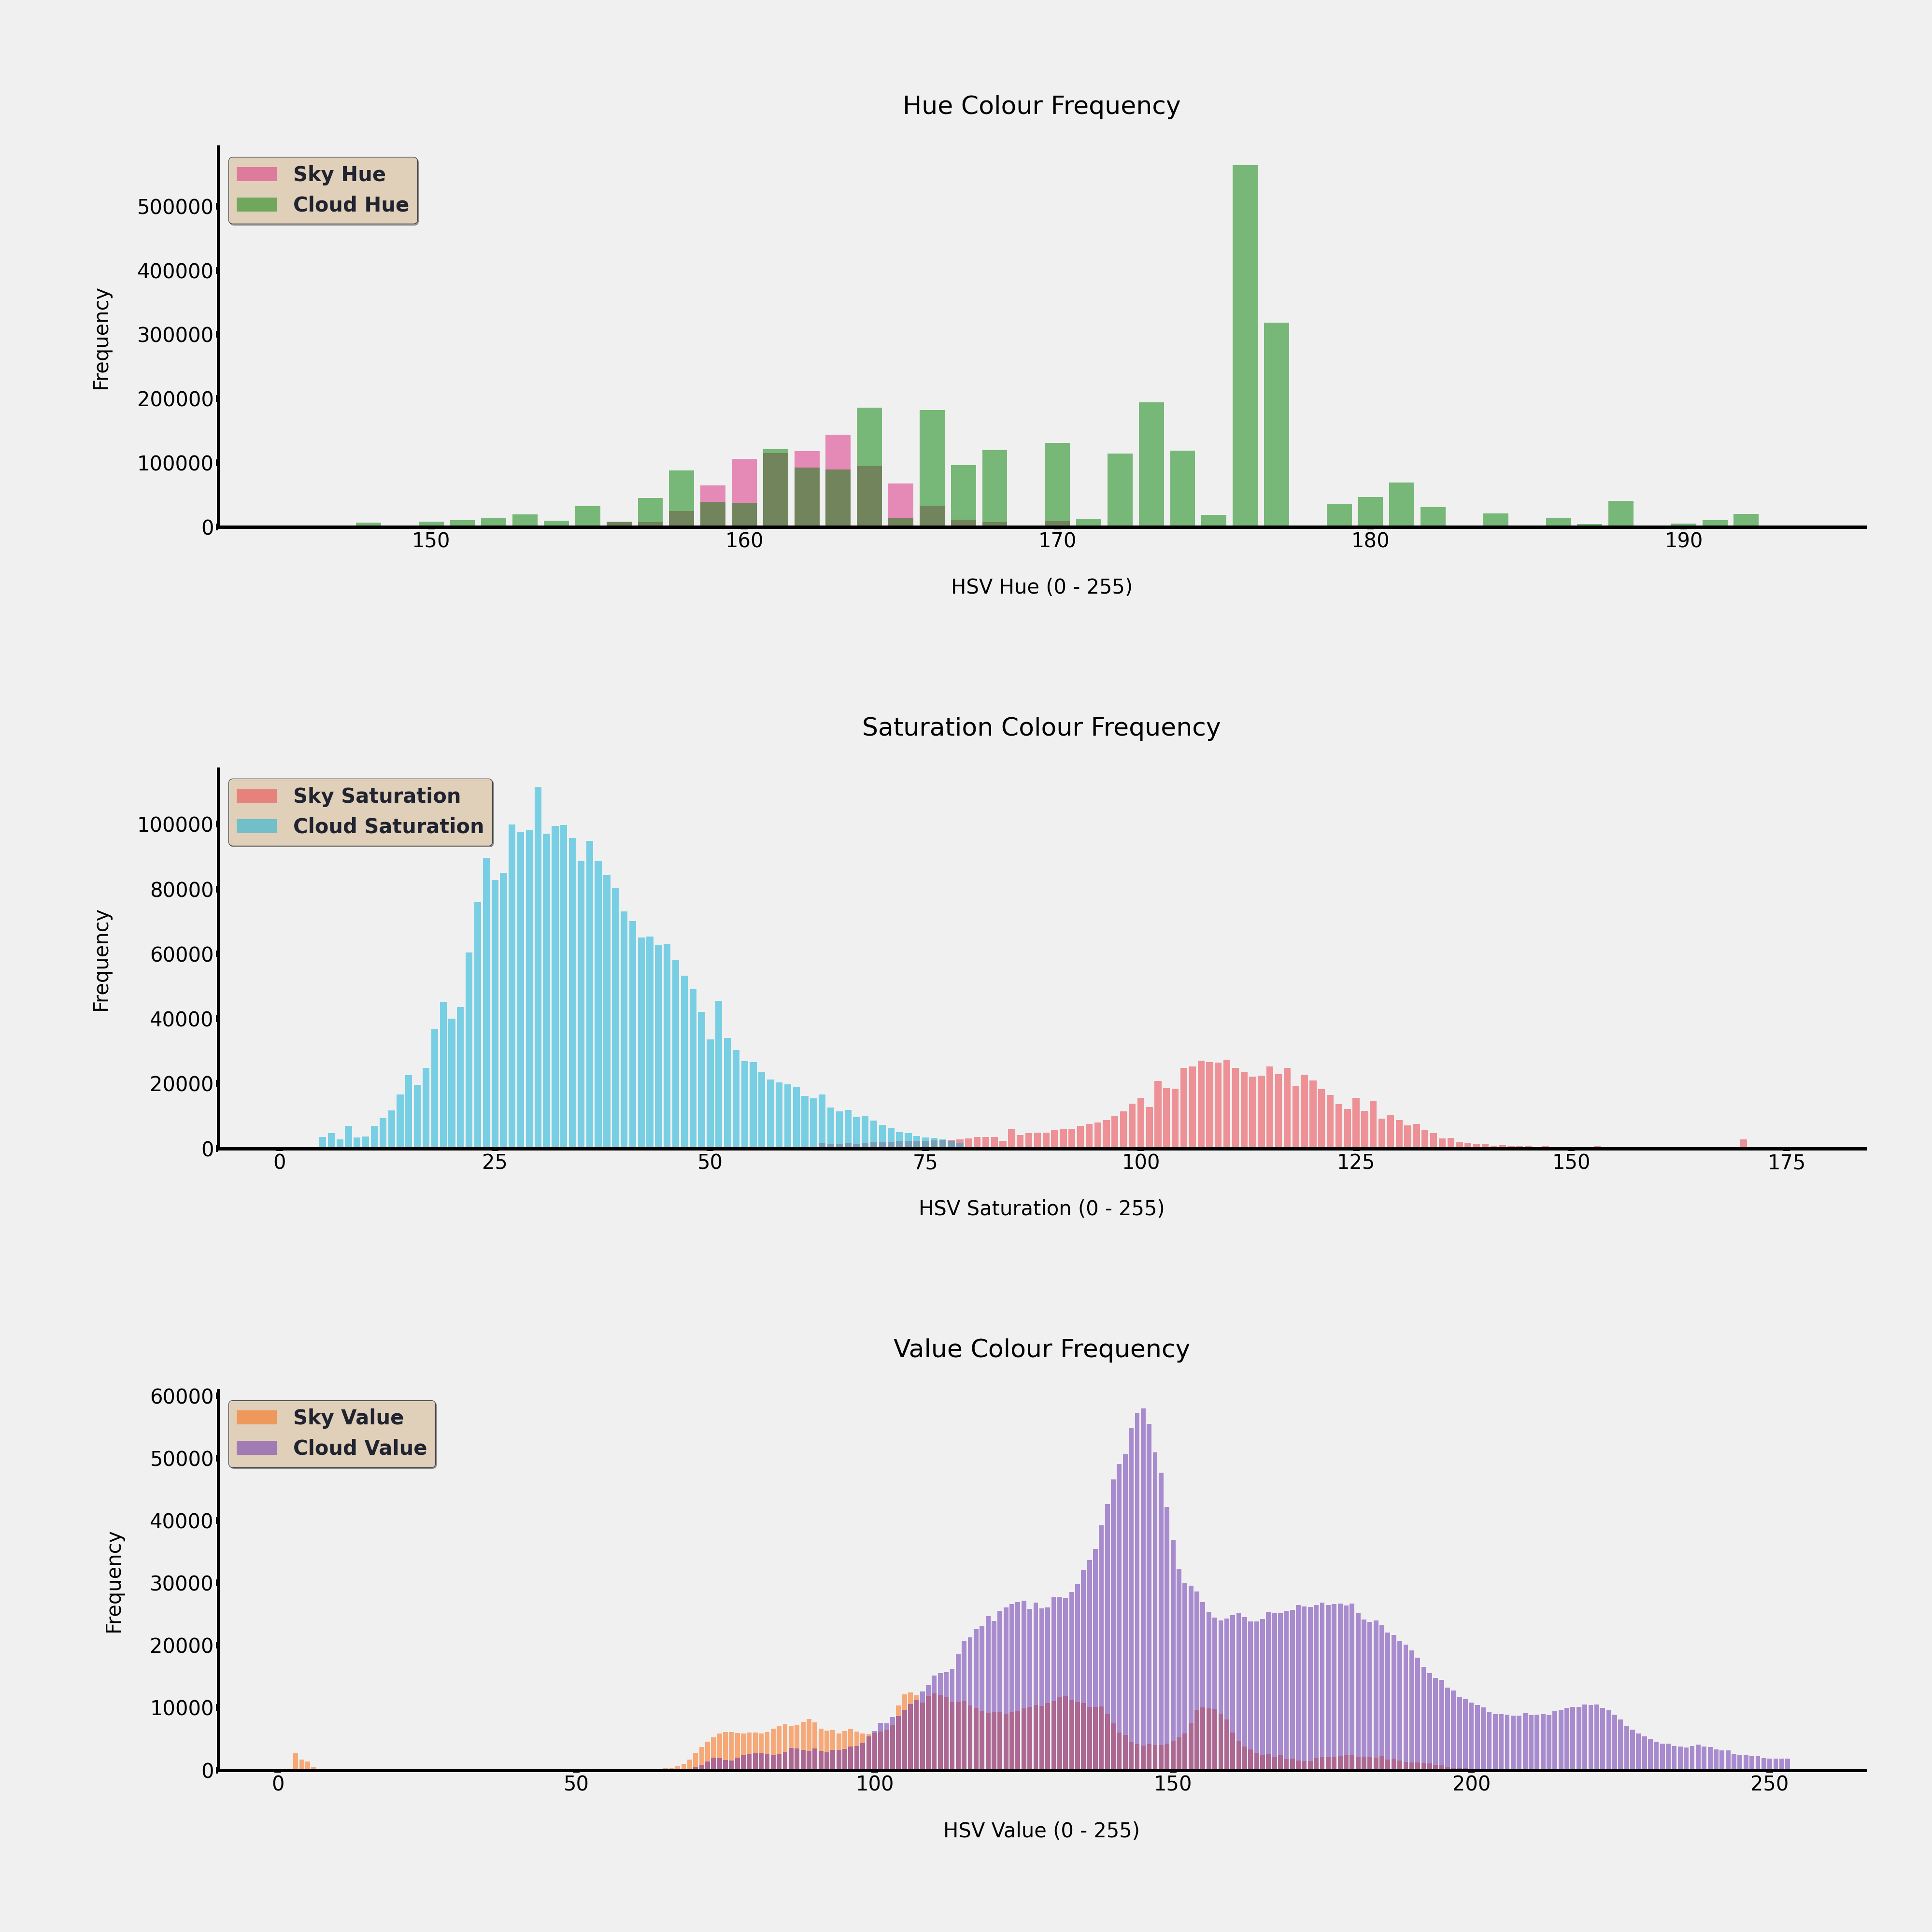 Hue Colour Frequency
Sky Hue
Cloud Hue
500000
400000
300000
200000
100000
0
Frequency
150 160 170 180 190
HSV Hue (0 - 255)
Saturation Colour Frequency
Sky Saturation
Cloud Saturation
100000
80000
60000
40000
20000
0
Frequency
0 25 50 75 100 125 150 175
HSV Saturation (0 - 255)
Value Colour Frequency
Sky Value
Cloud Value
60000
50000
40000
30000
20000
10000
0
Frequency
0 50 100 150 200 250
HSV Value (0 - 255)